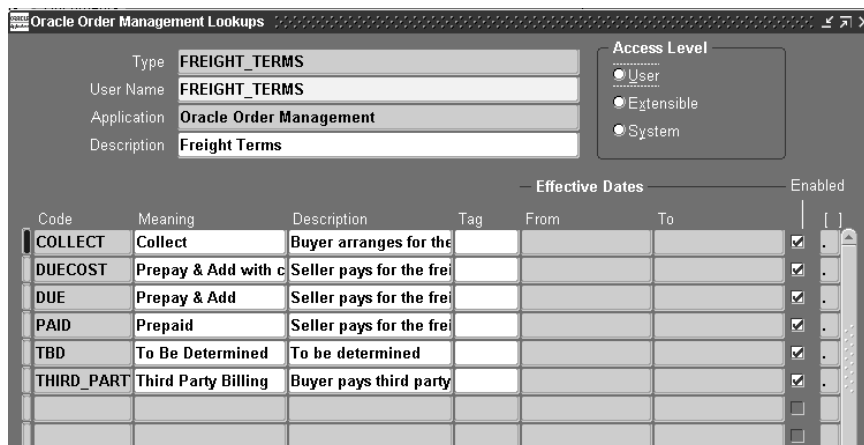 Oracle Order Management Lookups
Type FREIGHT_TERMS
User Name FREIGHT_TERMS
Application Oracle Order Management
Description Freight Terms
Access Level
User
Extensible
System
Effective Dates Enabled
Code Meaning Description Tag From To [ ]
COLLECT Collect Buyer arranges for the
DUECOST Prepay & Add with c Seller pays for the frei
DUE Prepay & Add Seller pays for the frei
PAID Prepaid Seller pays for the frei
TBD To Be Determined To be determined
THIRD_PART Third Party Billing Buyer pays third party